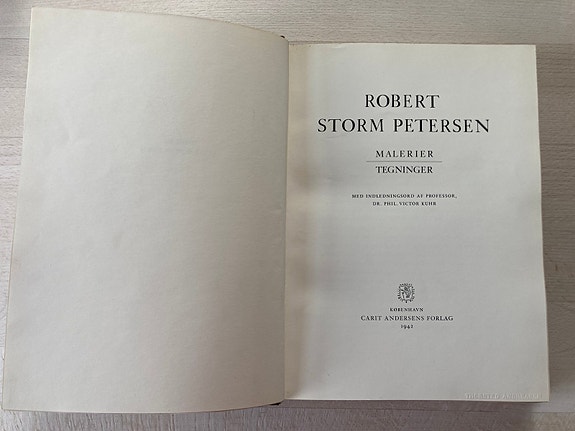 ROBERT
STORM PETERSEN
MALERIER
TEGNINGER
MED INDLEDNINGSORD AF PROFESSOR,
DR. PHIL. VICTOR KUHR
KØBENHAVN
CARIT ANDERSENS FORLAG
1942